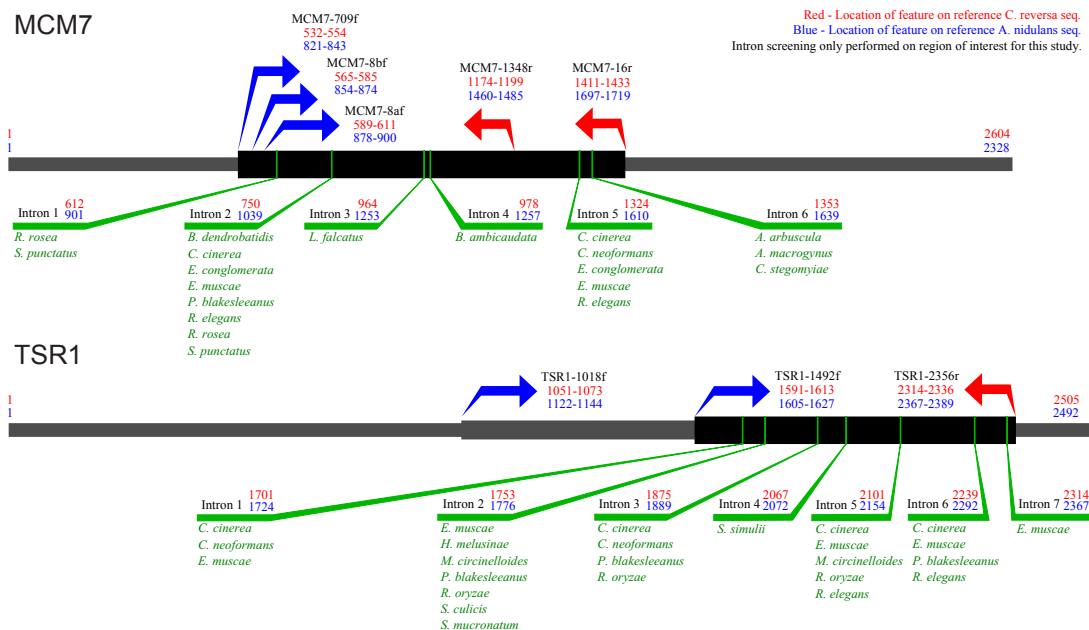 MCM7
Red - Location of feature on reference C. reversa seq.
Blue - Location of feature on reference A. nidulans seq.
Intron screening only performed on region of interest for this study.
MCM7-709f
532-554
821-843
MCM7-8bf
565-585
854-874
MCM7-8af
589-611
878-900
MCM7-1348r
1174-1199
1460-1485
MCM7-16r
1411-1433
1697-1719
1
1
2604
2328
Intron 1 612
901
R. rosea
S. punctatus
Intron 2 750
1039
B. dendrobatidis
C. cinerea
E. conglomerata
E. muscae
P. blakesleeanus
R. elegans
R. rosea
S. punctatus
Intron 3 964
1253
L. falcatus
Intron 4 978
1257
B. ambicaudata
Intron 5 1324
1610
C. cinerea
C. neoformans
E. conglomerata
E. muscae
R. elegans
Intron 6 1353
1639
A. arbuscula
A. macrogynus
C. stegomyiae
TSR1
TSR1-1018f
1051-1073
1122-1144
TSR1-1492f
1591-1613
1605-1627
TSR1-2356r
2314-2336
2367-2389
1
1
2505
2492
Intron 1 1701
1724
C. cinerea
C. neoformans
E. muscae
Intron 2 1753
1776
E. muscae
H. melusinae
M. circinelloides
P. blakesleeanus
R. oryzae
S. culicis
S. mucronatum
Intron 3 1875
1889
C. cinerea
C. neoformans
P. blakesleeanus
R. oryzae
Intron 4 2067
2072
S. simulii
Intron 5 2101
2154
C. cinerea
E. muscae
M. circinelloides
R. oryzae
R. elegans
Intron 6 2239
2292
C. cinerea
E. muscae
P. blakesleeanus
R. elegans
Intron 7 2314
2367
E. muscae